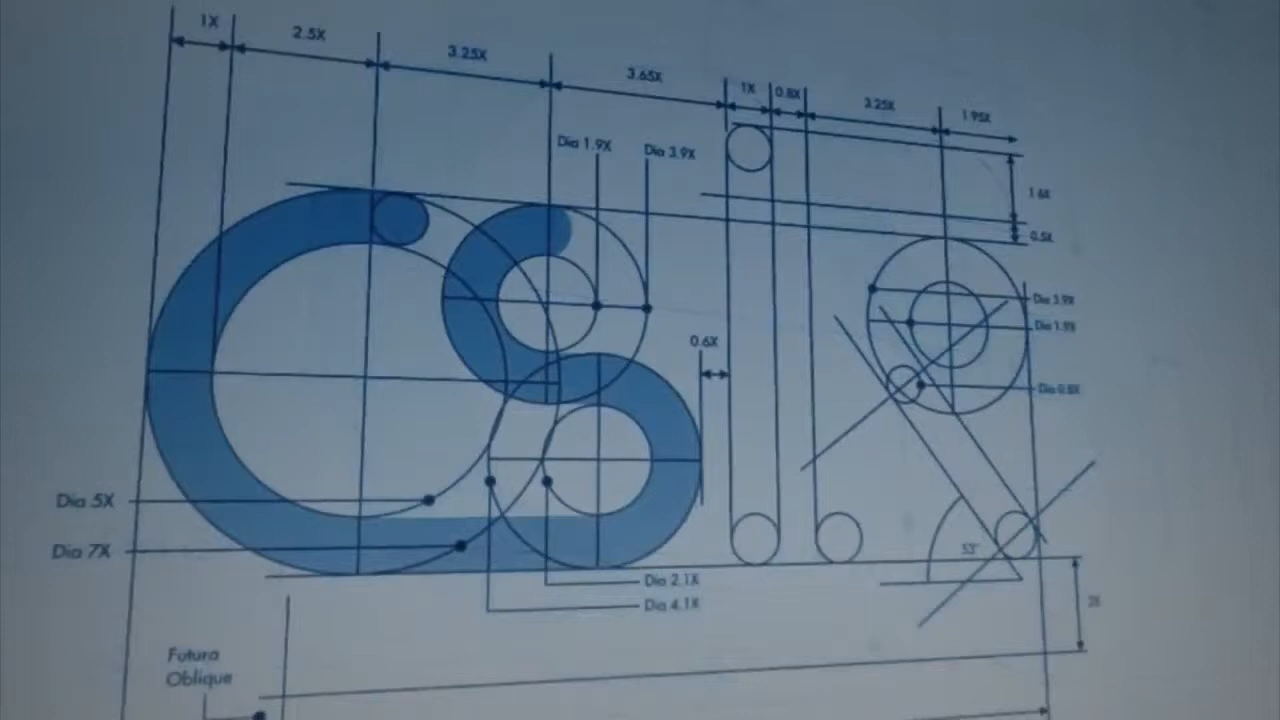 1X
2.5X
3.25X
3.65X
1X
0.8X
3.25X
1.95X
Dia 1.9X
Dia 3.9X
1.6X
0.5X
Dia 3.9X
Dia 1.9X
0.6X
Dia 0.8X
Dia 5X
Dia 7X
53°
Dia 2.1X
Dia 4.1X
Futura
Oblique